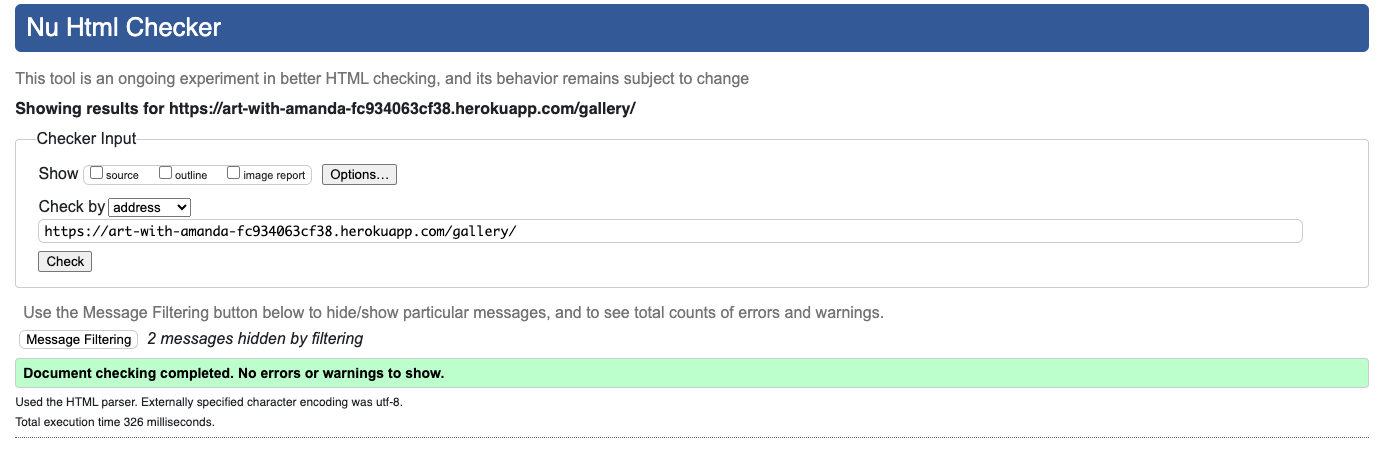 Nu Html Checker
This tool is an ongoing experiment in better HTML checking, and its behavior remains subject to change
Showing results for https://art-with-amanda-fc934063cf38.herokuapp.com/gallery/
Checker Input
Show source outline image report Options…
Check by address
https://art-with-amanda-fc934063cf38.herokuapp.com/gallery/
Check
Use the Message Filtering button below to hide/show particular messages, and to see total counts of errors and warnings.
Message Filtering 2 messages hidden by filtering
Document checking completed. No errors or warnings to show.
Used the HTML parser. Externally specified character encoding was utf-8.
Total execution time 326 milliseconds.